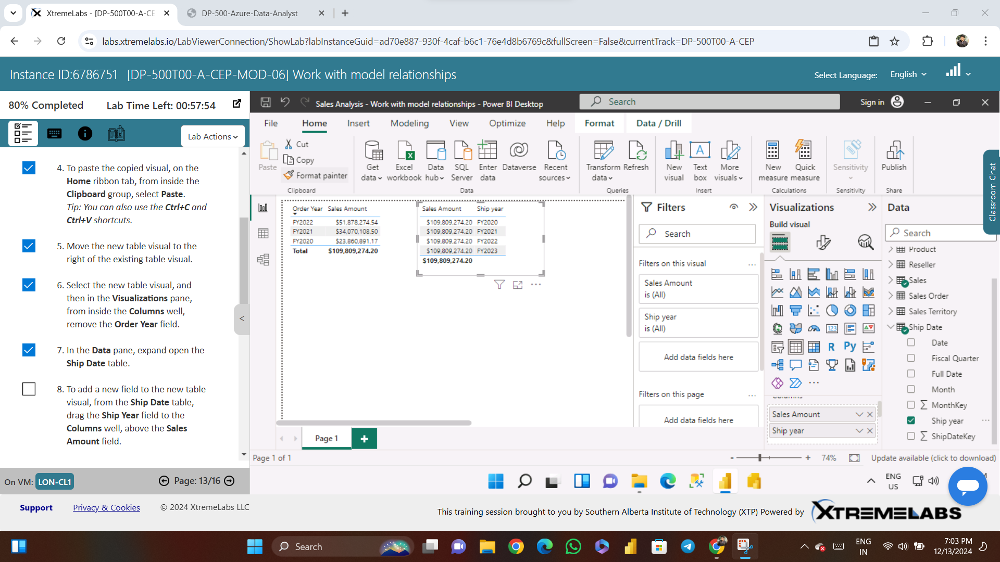 XtremeLabs - [DP-500T00-A-CE
DP-500-Azure-Data-Analyst
labs.xtremelabs.io/LabViewerConnection/ShowLab?labInstanceGuid=ad70e887-930f-4caf-b6c1-76e4d8b6769c&fullScreen=False&currentTrack=DP-500T00-A-CEP
Instance ID:6786751 [DP-500T00-A-CEP-MOD-06] Work with model relationships
Select Language: English
80% Completed
Lab Time Left: 00:57:54
Lab Actions
4. To paste the copied visual, on the
Home ribbon tab, from inside the
Clipboard group, select Paste.
Tip: You can also use the Ctrl+C and
Ctrl+V shortcuts.
5. Move the new table visual to the
right of the existing table visual.
6. Select the new table visual, and
then in the Visualizations pane,
from inside the Columns well,
remove the Order Year field.
7. In the Data pane, expand open the
Ship Date table.
8. To add a new field to the new table
visual, from the Ship Date table,
drag the Ship Year field to the
Columns well, above the Sales
Amount field.
<
On VM: LON-CL1
Page: 13/16
Sales Analysis - Work with model relationships - Power BI Desktop
Search
Sign in
File Home Insert Modeling View Optimize Help Format Data / Drill
Paste
Cut
Copy
Format painter
Clipboard
Get data
Excel workbook
Data hub
SQL Server
Enter data
Dataverse
Recent sources
Data
Transform data
Refresh
Queries
New visual
Text box
More visuals
Insert
New measure
Quick measure
Calculations
Sensitivity
Sensitivity
Publish
Share
Classroom Chat
Order Year Sales Amount
FY2022 $51,878,274.54
FY2021 $34,070,108.50
FY2020 $23,860,891.17
Total $109,809,274.20
Sales Amount Ship year
$109,809,274.20 FY2020
$109,809,274.20 FY2021
$109,809,274.20 FY2022
$109,809,274.20 FY2023
$109,809,274.20
Filters
Search
Filters on this visual
Sales Amount
is (All)
Ship year
is (All)
Add data fields here
Filters on this page
Add data fields here
Visualizations
Build visual
123
R
Py
Columns
Sales Amount
Ship year
Data
Search
Product
Reseller
Sales
Sales Order
Sales Territory
Ship Date
Date
Fiscal Quarter
Full Date
Month
MonthKey
Ship year
ShipDateKey
Page 1
Page 1 of 1
74%
Update available (click to download)
ENG
US
Support
Privacy & Cookies
© 2024 XtremeLabs LLC
This training session brought to you by Southern Alberta Institute of Technology (XTP) Powered by
XTREMELABS
Search
ENG
IN
7:03 PM
12/13/2024